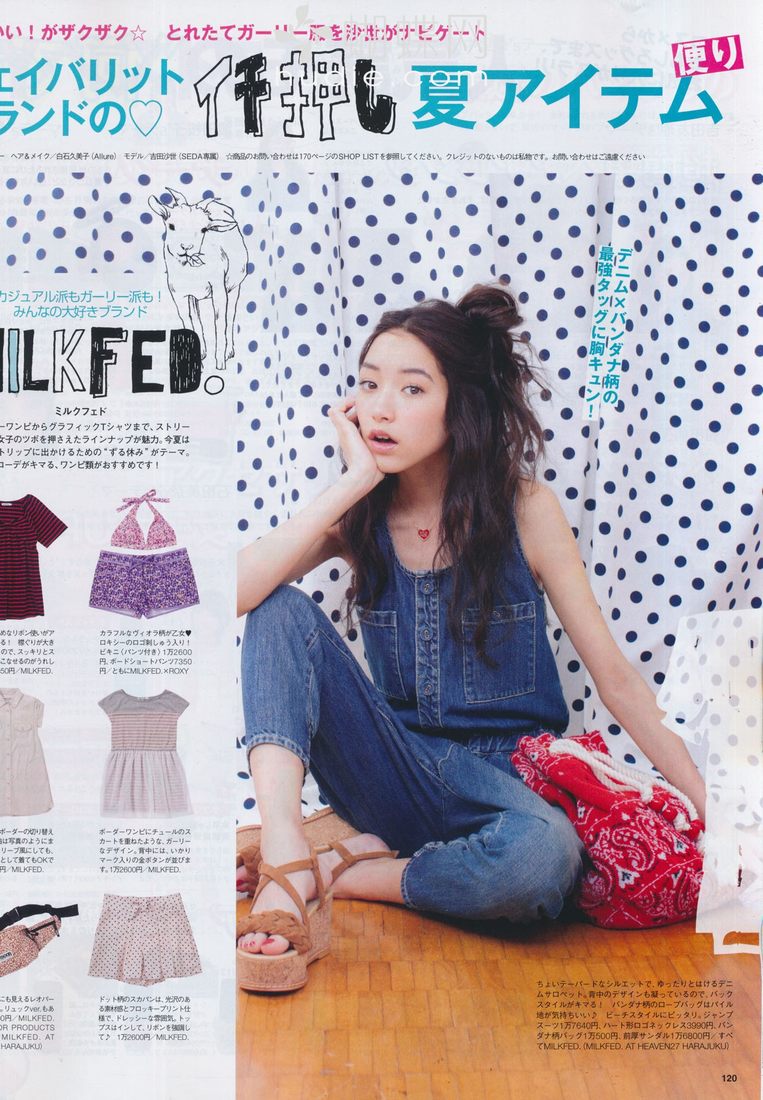 いい！がザクザク☆ とれたてガーリー派を沙世がナビゲート
ェイバリット
ランドの♡
イチ押し
夏アイテム
便り
ー ヘア&メイク／白石久美子（Allure） モデル／吉田沙世（SEDA専属） ☆商品のお問い合わせは170ページのSHOP LISTを参照してください。クレジットのないものは私物です。お問い合わせはご遠慮ください
カジュアル派もガーリー派も！
みんなの大好きブランド
MILKFED.
ミルクフェド
ーワンピからグラフィックTシャツまで、ストリー
女子のツボを押さえたラインナップが魅力。今夏は
トリップに出かけるための“ずる休み”がテーマ。
ローデがキマる、ワンピ類がおすすめです！
デニム×バンダナ柄の
最強タッグに胸キュン！
めなリボン使いがア
る！ 襟ぐりが大き
ので、スッキリとス
こなせるのがうれし
50円／MILKFED.
カラフルなヴィオラ柄が乙女♥
ロキシーのロゴ刺しゅう入り！
ビキニ（パンツ付き）1万2600
円、ボードショートパンツ7350
円／ともにMILKFED.×ROXY
ボーダーの切り替え
は写真のようにま
リーブ風にしても、
として着てもOKで
円／MILKFED.
ボーダーワンピにチュールのス
カートを重ねたような、ガーリー
なデザイン。背中には、いかり
マーク入りの金ボタンが並びま
す。1万2600円／MILKFED.
にも見えるレオパー
。リュックver.もあ
0円／MILKFED.
OR PRODUCTS
MILKFED. AT
HARAJUKU）
ドット柄のスカパンは、光沢のあ
る素材感とフロッキープリント仕
様で、ドレッシーな雰囲気。トッ
プスはインして、リボンを強調し
て♪ 1万2600円／MILKFED.
ちょいテーパードなシルエットで、ゆったりとはけるデニ
ムサロペット。背中のデザインも凝っているので、バック
スタイルがキマる！ バンダナ柄のロープバッグはパイル
地が気持ちいい♪ ビーチスタイルにピッタリ。ジャンプ
スーツ1万7640円、ハート形ロゴネックレス3990円、バン
ダナ柄バッグ1万500円、前厚サンダル1万6800円／すべ
てMILKFED.（MILKFED. AT HEAVEN27 HARAJUKU）
120